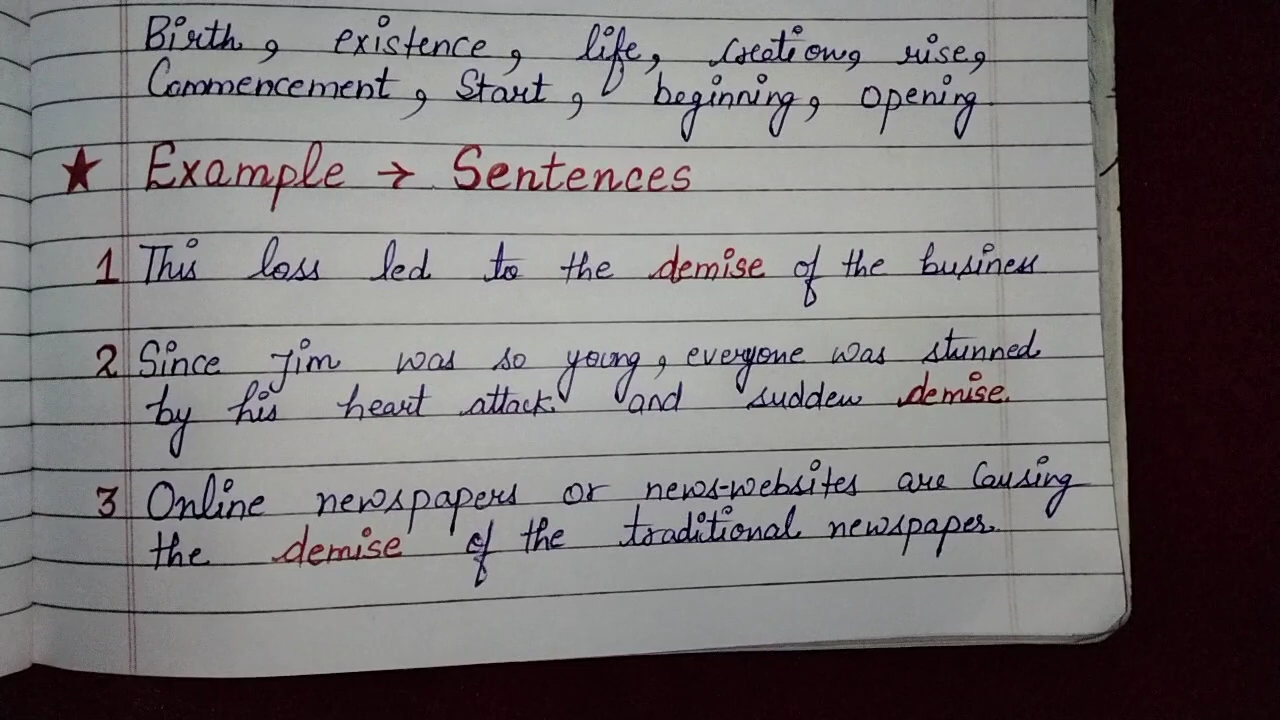 Birth, existence, life, creation, rise,
Commencement, Start, beginning, opening
★ Example → Sentences
1 This loss led to the demise of the business
2 Since Jim was so young, everyone was stunned
by his heart attack. and sudden demise.
3 Online newspapers or news-websites are Causing
the demise of the traditional newspaper.